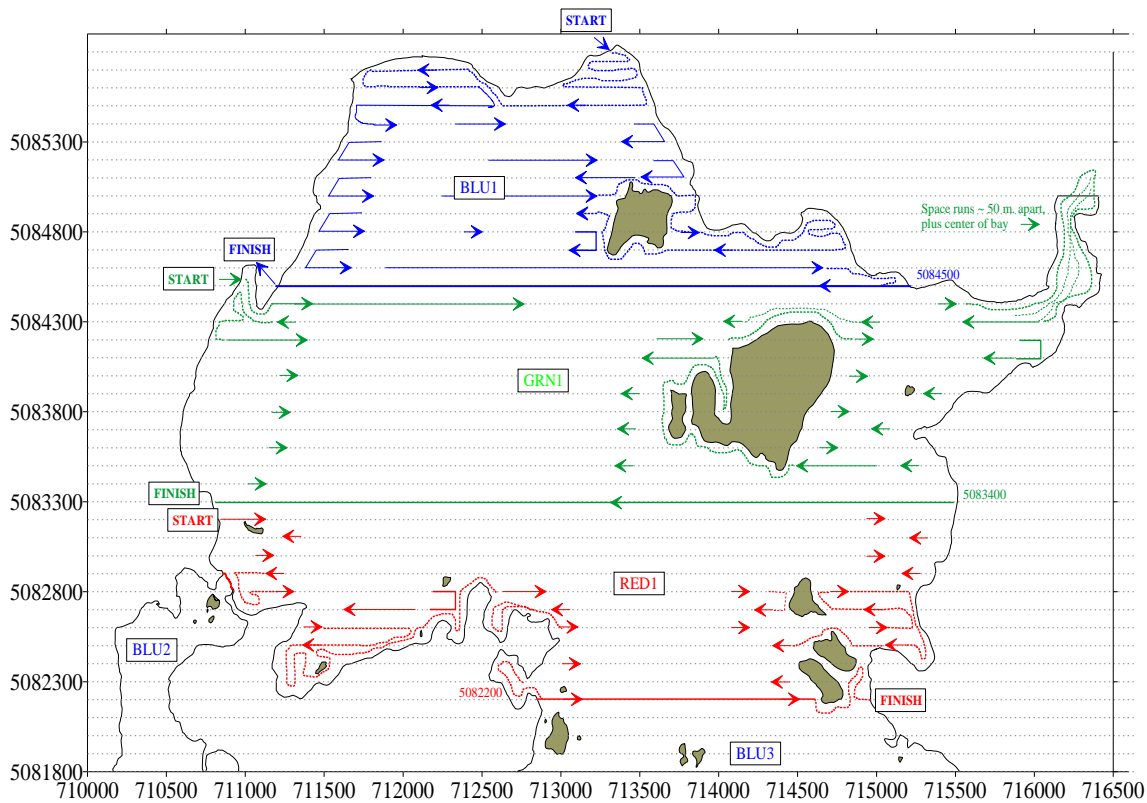 START
5085300
BLU1
Space runs ~ 50 m. apart,
plus center of bay
5084800
FINISH
START
5084500
5084300
GRN1
5083800
FINISH
5083400
5083300
START
RED1
5082800
BLU2
5082300
5082200
FINISH
BLU3
5081800
710000 710500 711000 711500 712000 712500 713000 713500 714000 714500 715000 715500 716000 716500